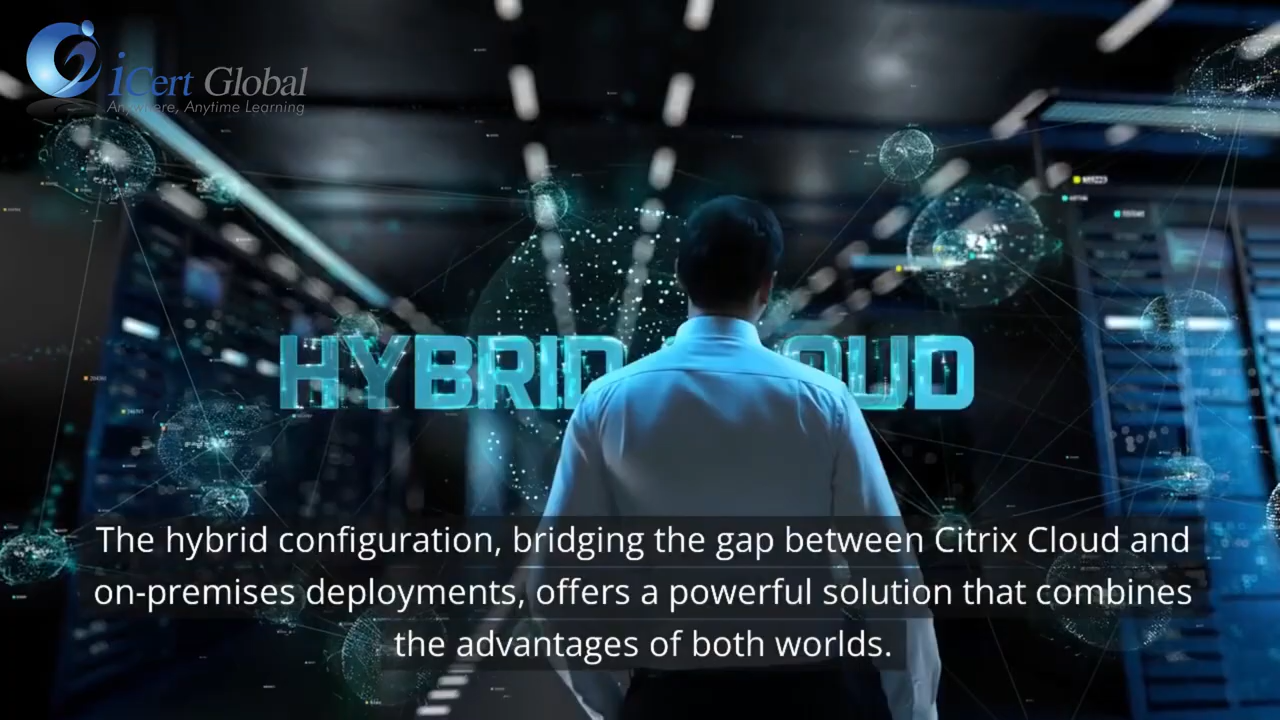 iCert Global
Anywhere, Anytime Learning
HYBRID CLOUD
The hybrid configuration, bridging the gap between Citrix Cloud and
on-premises deployments, offers a powerful solution that combines
the advantages of both worlds.